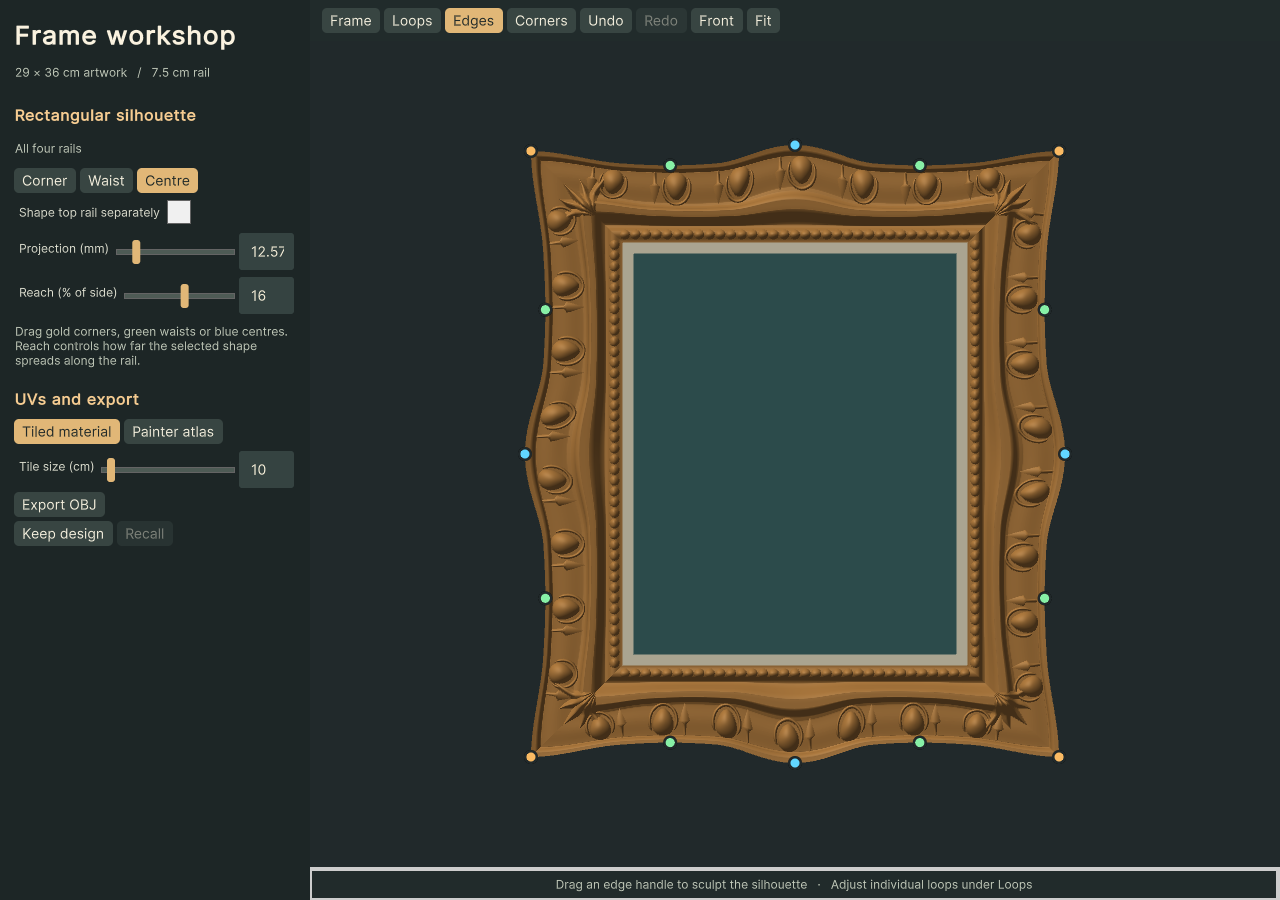 Frame workshop
29 × 36 cm artwork / 7.5 cm rail
Rectangular silhouette
All four rails
Corner Waist Centre
Shape top rail separately
Projection (mm) 12.57
Reach (% of side) 16
Drag gold corners, green waists or blue centres.
Reach controls how far the selected shape
spreads along the rail.
UVs and export
Tiled material Painter atlas
Tile size (cm) 10
Export OBJ
Keep design Recall
Frame Loops Edges Corners Undo Redo Front Fit
Drag an edge handle to sculpt the silhouette · Adjust individual loops under Loops